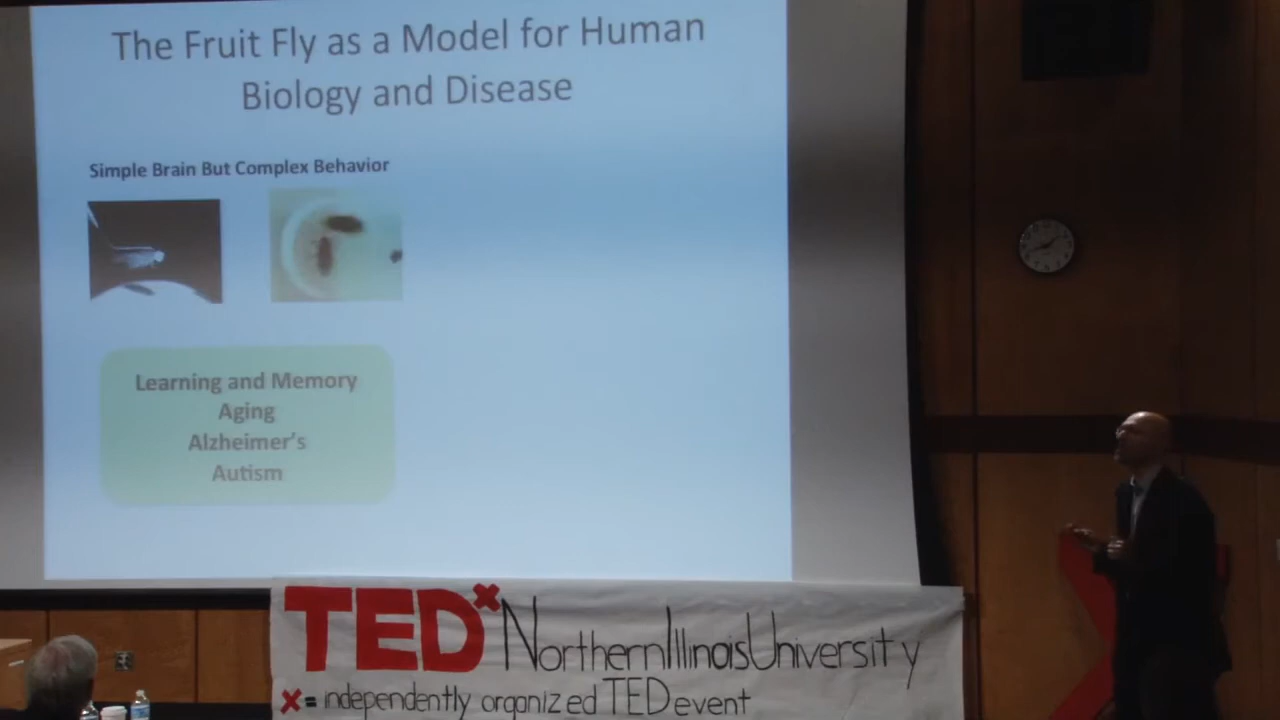 The Fruit Fly as a Model for Human
Biology and Disease
Simple Brain But Complex Behavior
Learning and Memory
Aging
Alzheimer's
Autism
TEDx NorthernIllinoisUniversity
x = independently organized TED event